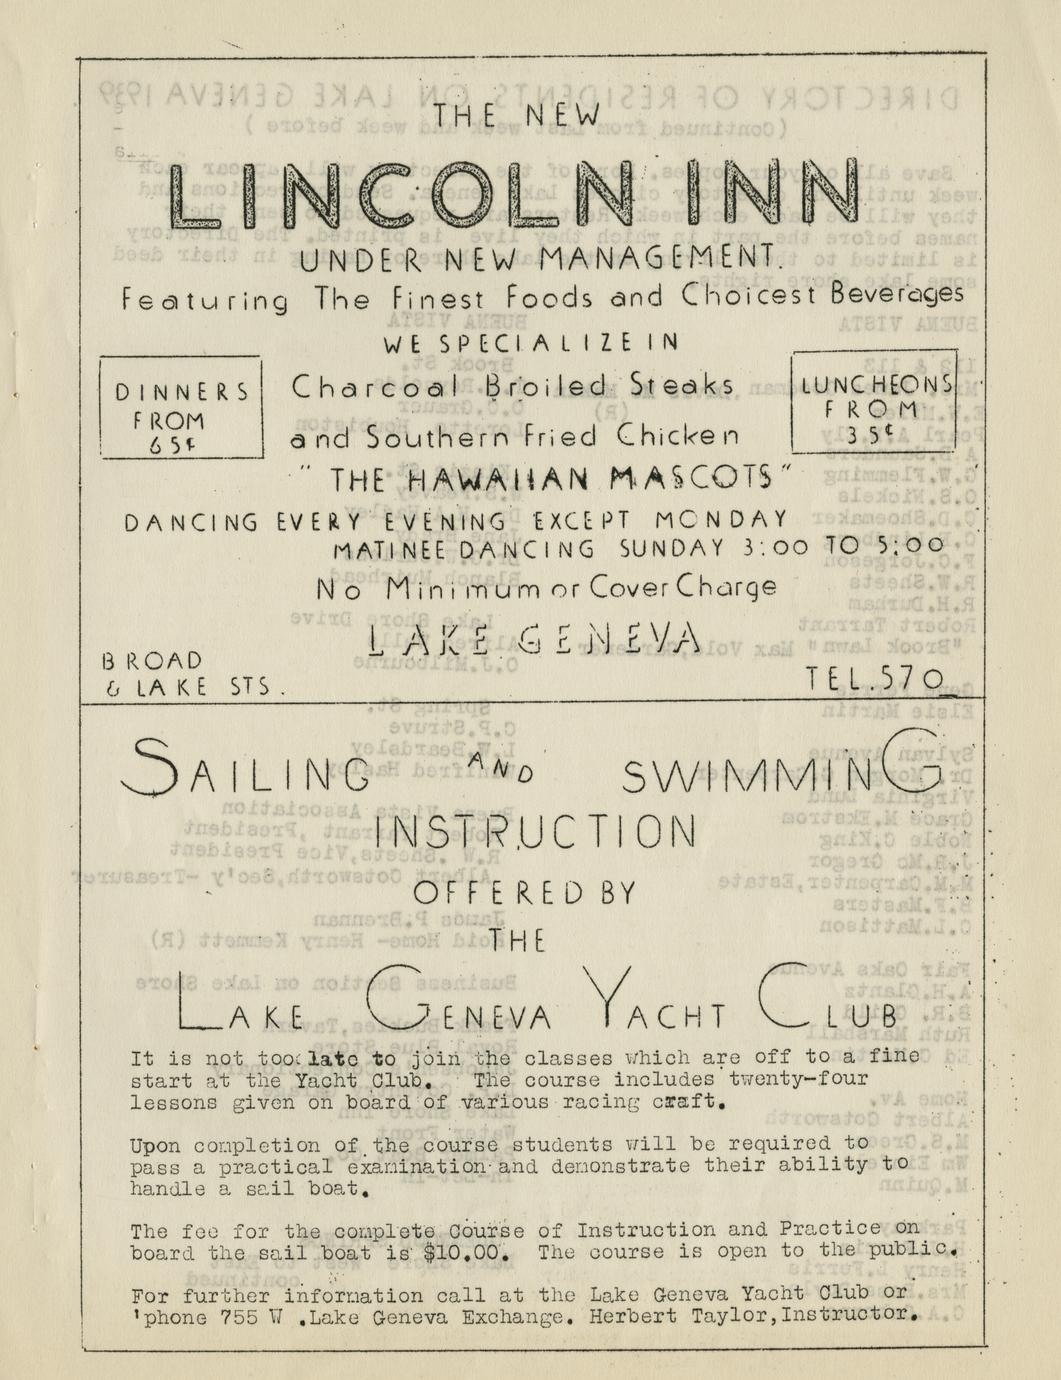 THE NEW
LINCOLN INN
UNDER NEW MANAGEMENT.
Featuring The Finest Foods and Choicest Beverages
WE SPECIALIZE IN
DINNERS
FROM
65¢
Charcoal Broiled Steaks
and Southern Fried Chicken
LUNCHEONS
FROM
35¢
"THE HAWAIIAN MASCOTS"
DANCING EVERY EVENING EXCEPT MONDAY
MATINEE DANCING SUNDAY 3:00 TO 5:00
No Minimum or Cover Charge
LAKE GENEVA
BROAD
& LAKE STS.
TEL. 570
SAILING AND SWIMMING
INSTRUCTION
OFFERED BY
THE
LAKE GENEVA YACHT CLUB
It is not too late to join the classes which are off to a fine
start at the Yacht Club. The course includes twenty-four
lessons given on board of various racing craft.
Upon completion of the course students will be required to
pass a practical examination and demonstrate their ability to
handle a sail boat.
The fee for the complete Course of Instruction and Practice on
board the sail boat is $10.00. The course is open to the public.
For further information call at the Lake Geneva Yacht Club or
'phone 755 W .Lake Geneva Exchange. Herbert Taylor,Instructor.